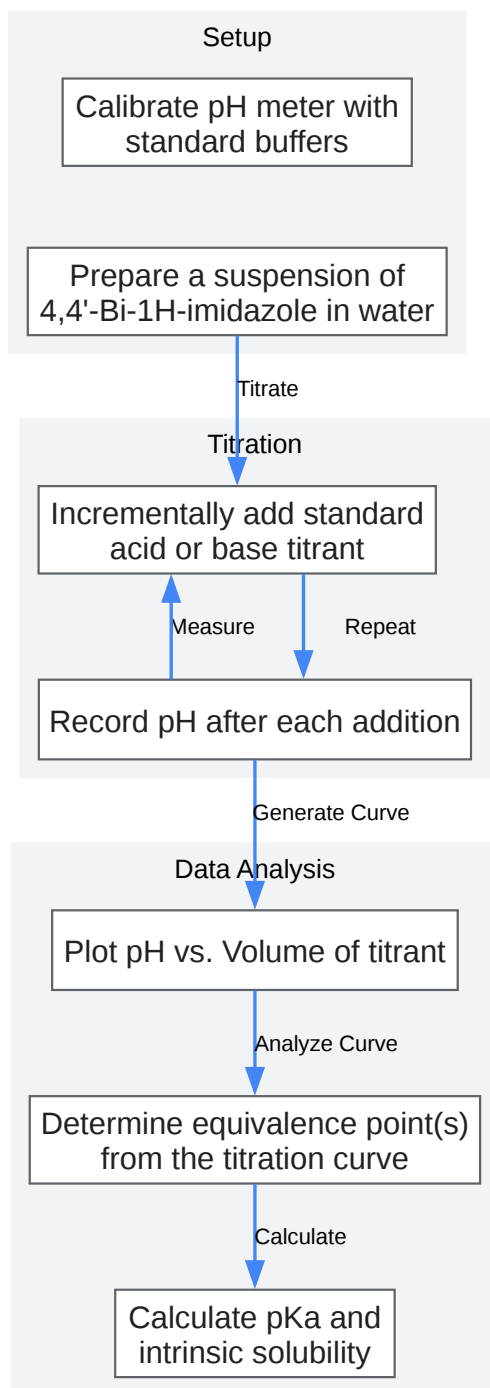 Setup
Calibrate pH meter with
standard buffers
Prepare a suspension of
4,4'-Bi-1H-imidazole in water
Titrate
Titration
Incrementally add standard
acid or base titrant
Measure
Repeat
Record pH after each addition
Generate Curve
Data Analysis
Plot pH vs. Volume of titrant
Analyze Curve
Determine equivalence point(s)
from the titration curve
Calculate
Calculate pKa and
intrinsic solubility